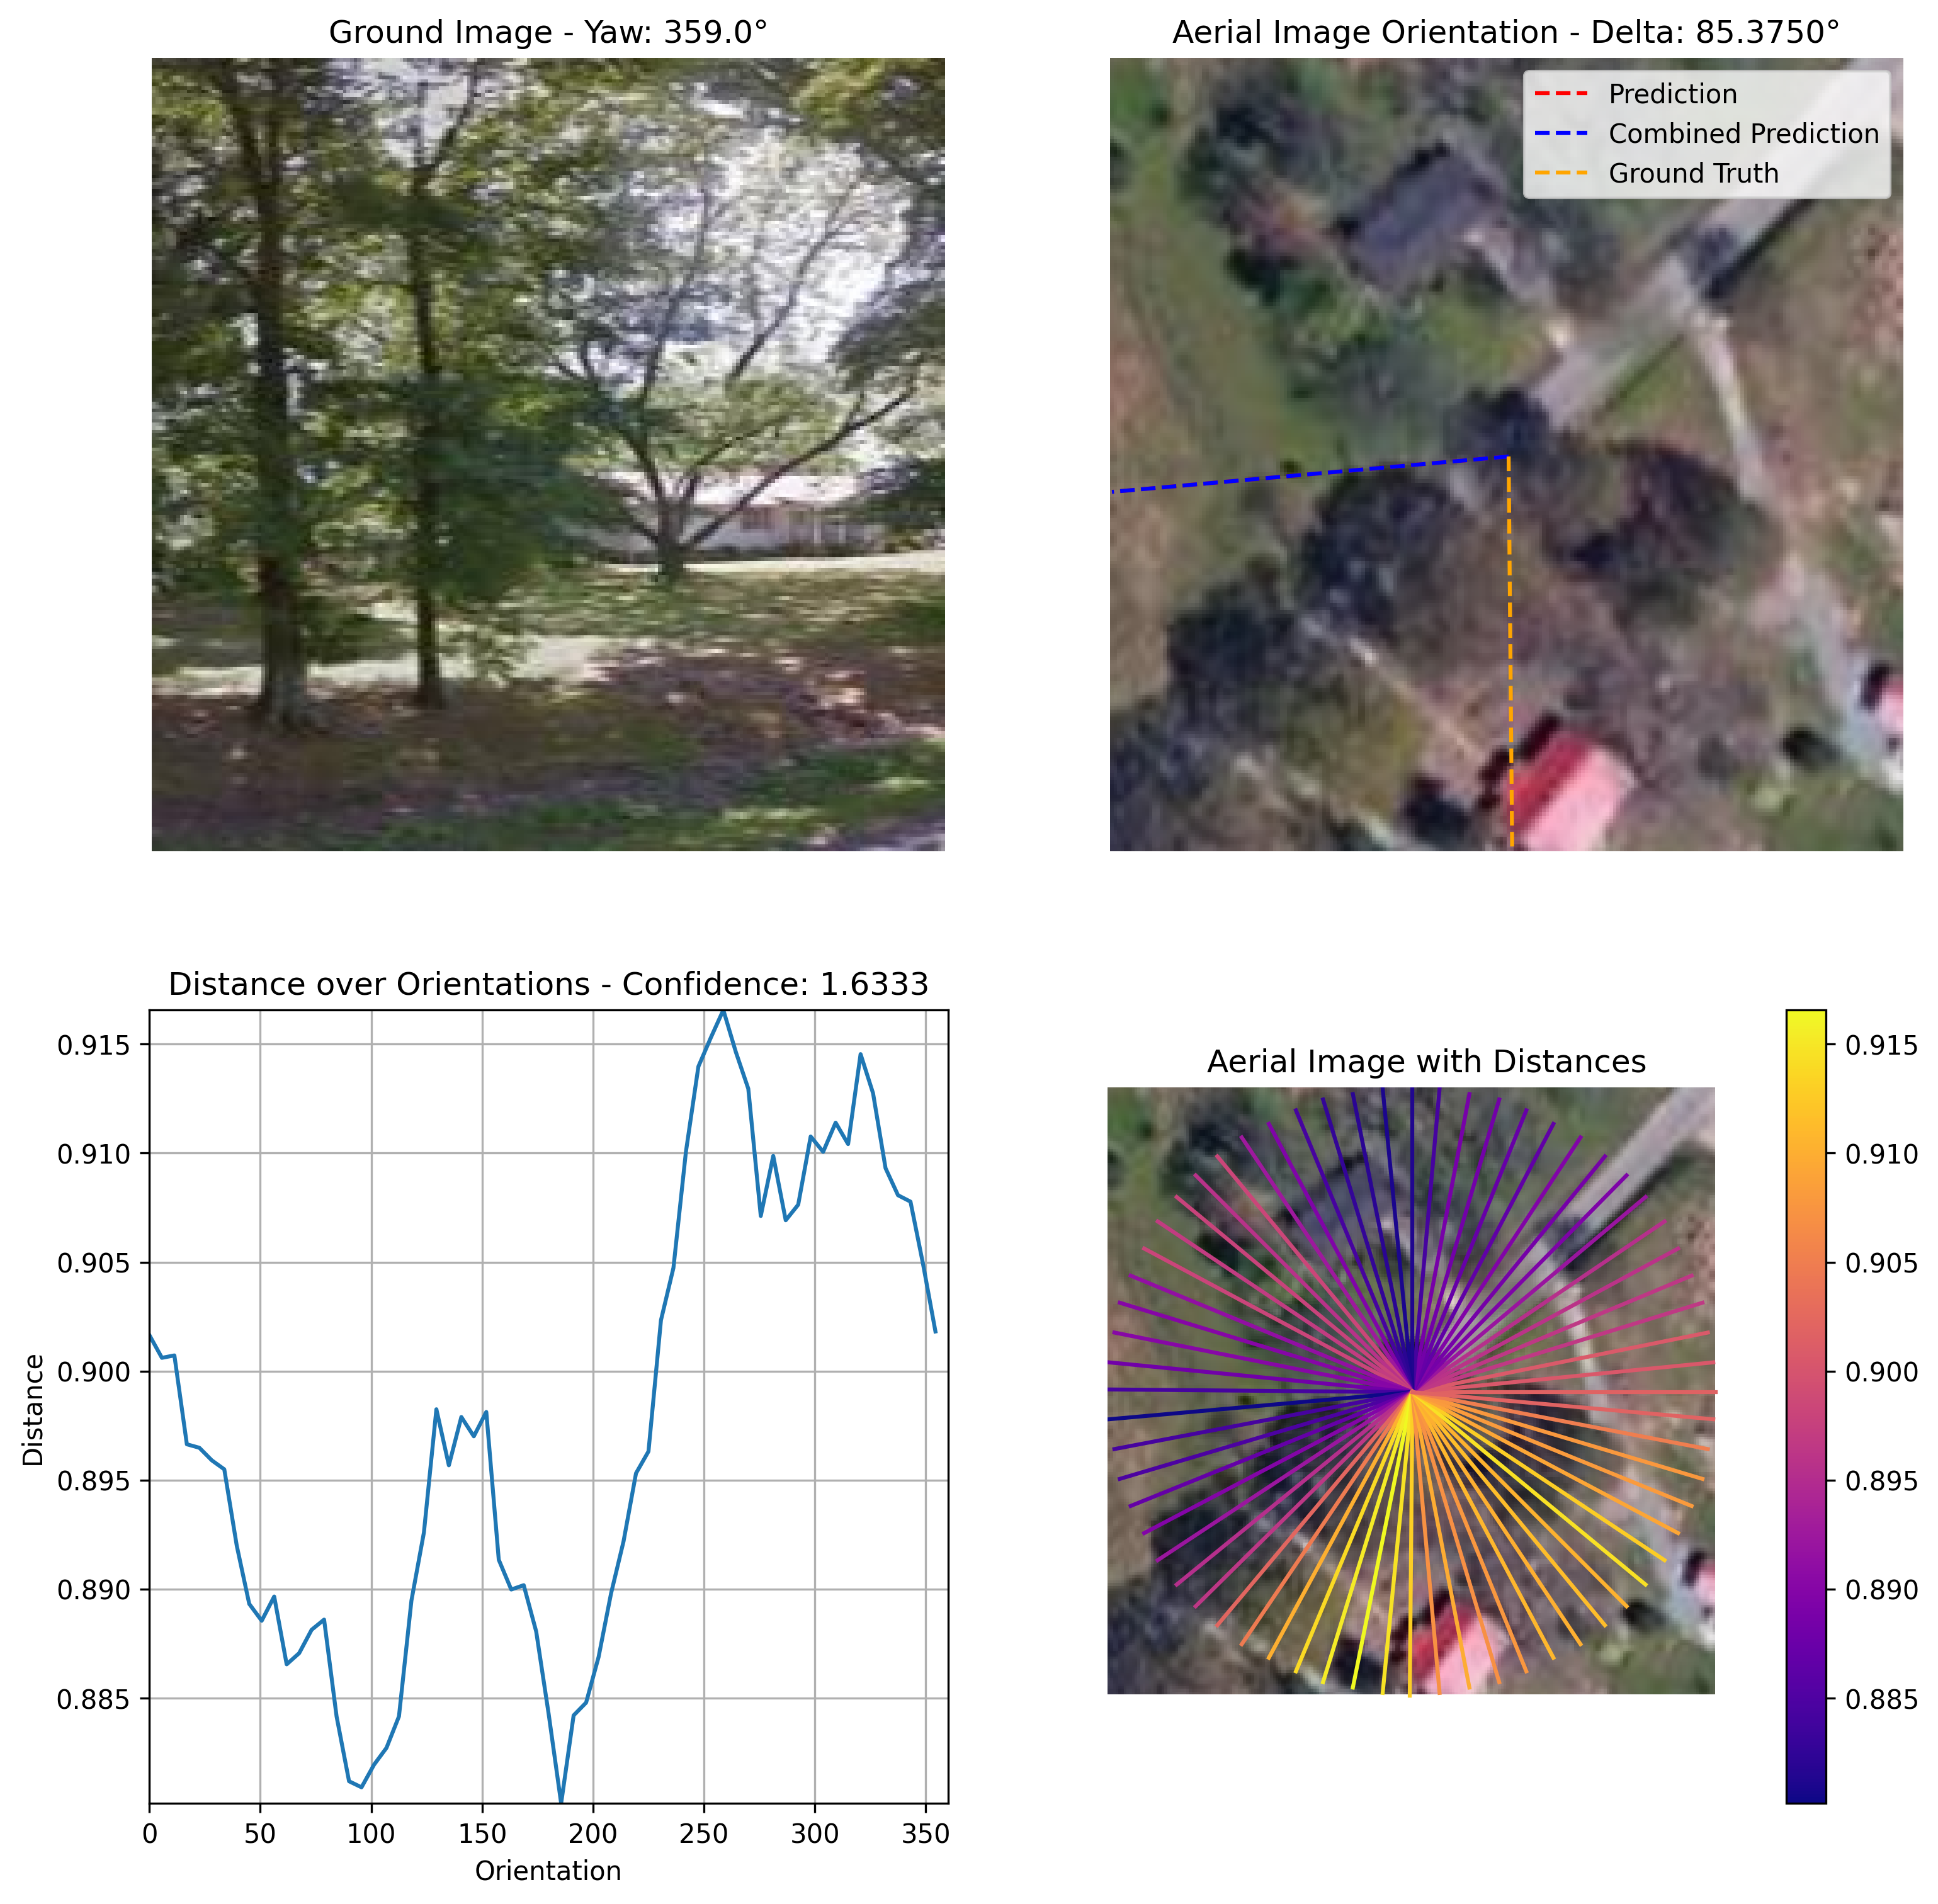 Ground Image - Yaw: 359.0°
Aerial Image Orientation - Delta: 85.3750°
Prediction
Combined Prediction
Ground Truth
Distance over Orientations - Confidence: 1.6333
0.915
0.910
0.905
0.900
0.895
0.890
0.885
Distance
0
50
100
150
200
250
300
350
Orientation
Aerial Image with Distances
0.915
0.910
0.905
0.900
0.895
0.890
0.885